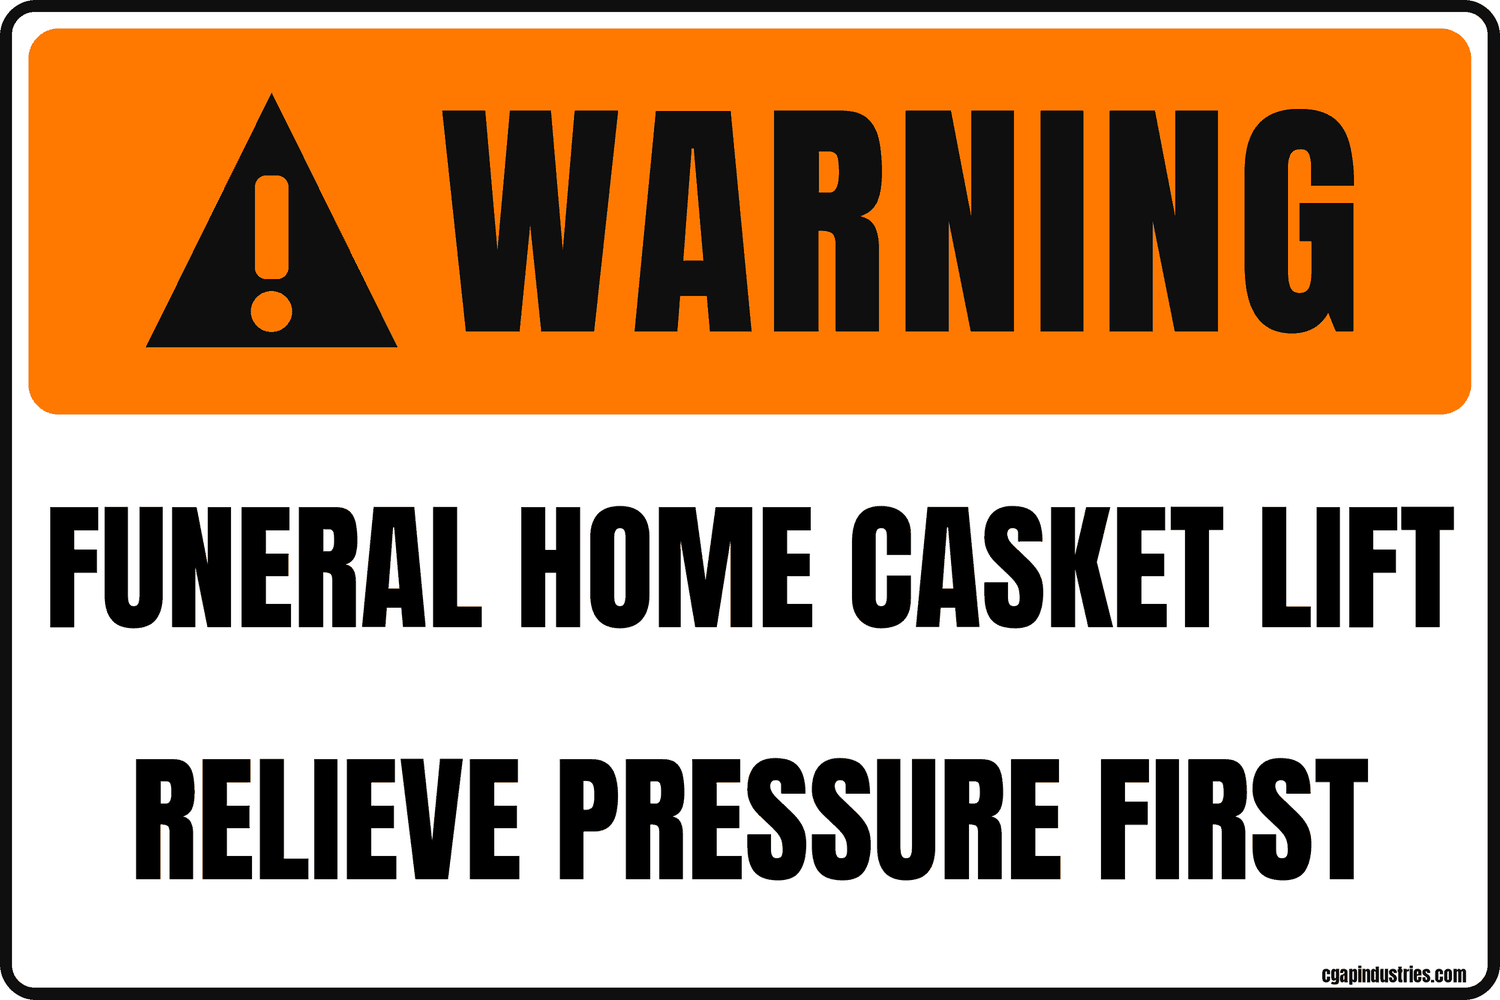 WARNING
FUNERAL HOME CASKET LIFT
RELIEVE PRESSURE FIRST
cgapindustries.com